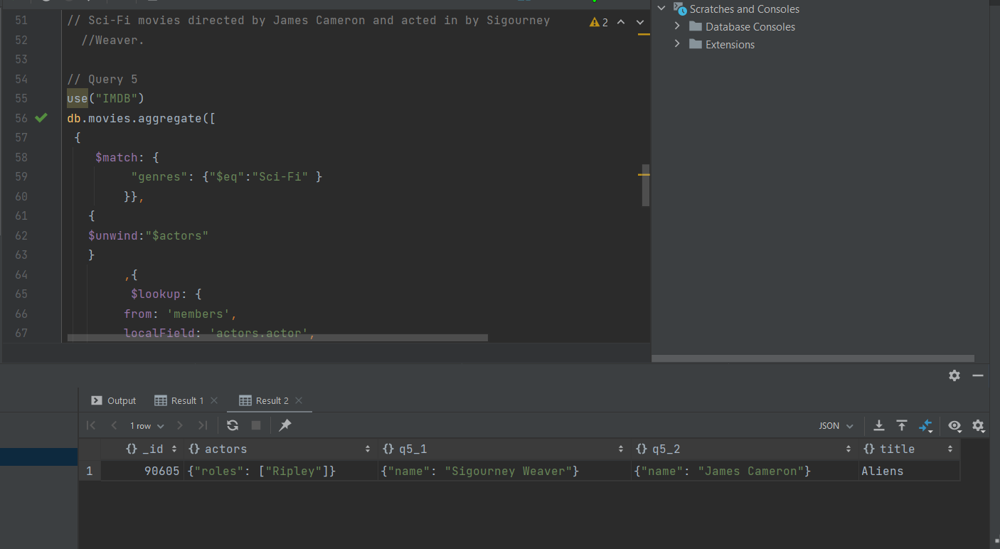 51 // Sci-Fi movies directed by James Cameron and acted in by Sigourney
2
52 //Weaver.
53
54 // Query 5
55 use("IMDB")
56 db.movies.aggregate([
57 {
58 $match: {
59 "genres": {"$eq":"Sci-Fi" }
60 }},
61 {
62 $unwind:"$actors"
63 }
64 ,{
65 $lookup: {
66 from: 'members',
67 localField: 'actors.actor',
Scratches and Consoles
Database Consoles
Extensions
Output Result 1 Result 2
1 row JSON
{} _id {} actors {} q5_1 {} q5_2 {} title
1 90605 {"roles": ["Ripley"]} {"name": "Sigourney Weaver"} {"name": "James Cameron"} Aliens